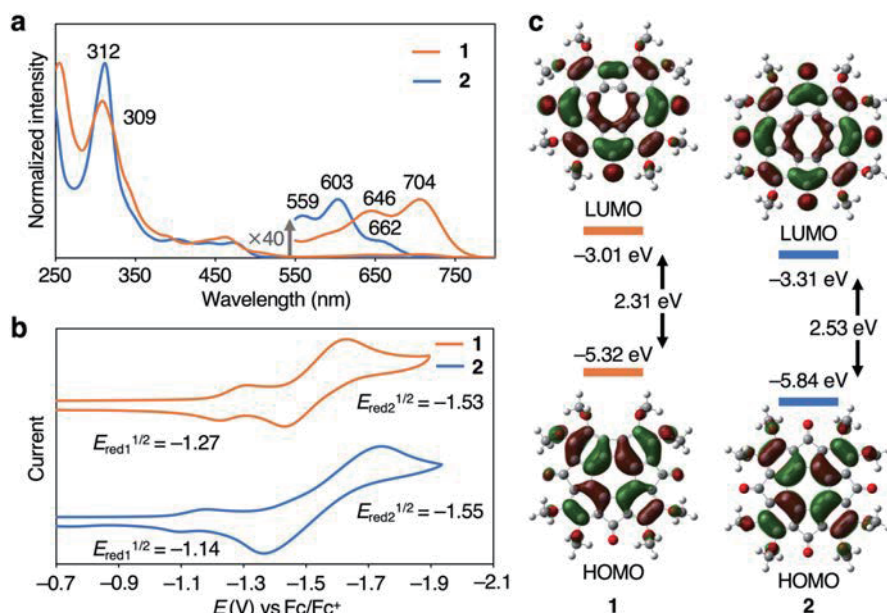 a
312
309
1
2
559
603
646
704
662
×40
Normalized intensity
250 350 450 550 650 750
Wavelength (nm)
b
1
2
Ered1^1/2 = −1.27
Ered2^1/2 = −1.53
Ered1^1/2 = −1.14
Ered2^1/2 = −1.55
Current
−0.7 −0.9 −1.1 −1.3 −1.5 −1.7 −1.9 −2.1
E (V) vs Fc/Fc⁺
c
LUMO
−3.01 eV
2.31 eV
−5.32 eV
HOMO
1
LUMO
−3.31 eV
2.53 eV
−5.84 eV
HOMO
2